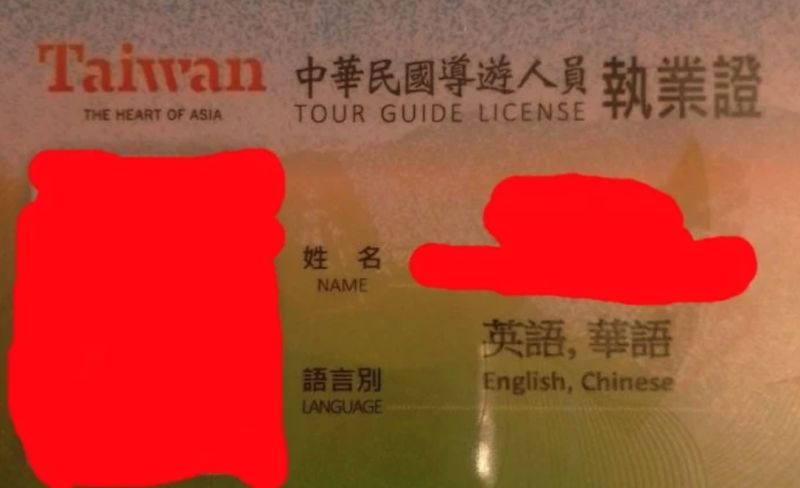 Taiwan
THE HEART OF ASIA
中華民國導遊人員 執業證
TOUR GUIDE LICENSE
姓 名
NAME
英語, 華語
English, Chinese
語言別
LANGUAGE